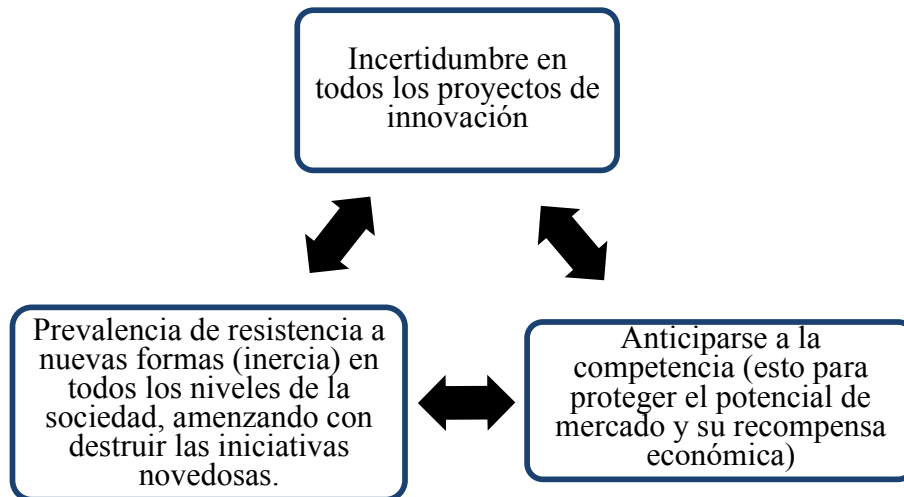 Incertidumbre en
todos los proyectos de
innovación
Prevalencia de resistencia a
nuevas formas (inercia) en
todos los niveles de la
sociedad, amenzando con
destruir las iniciativas
novedosas.
Anticiparse a la
competencia (esto para
proteger el potencial de
mercado y su recompensa
económica)